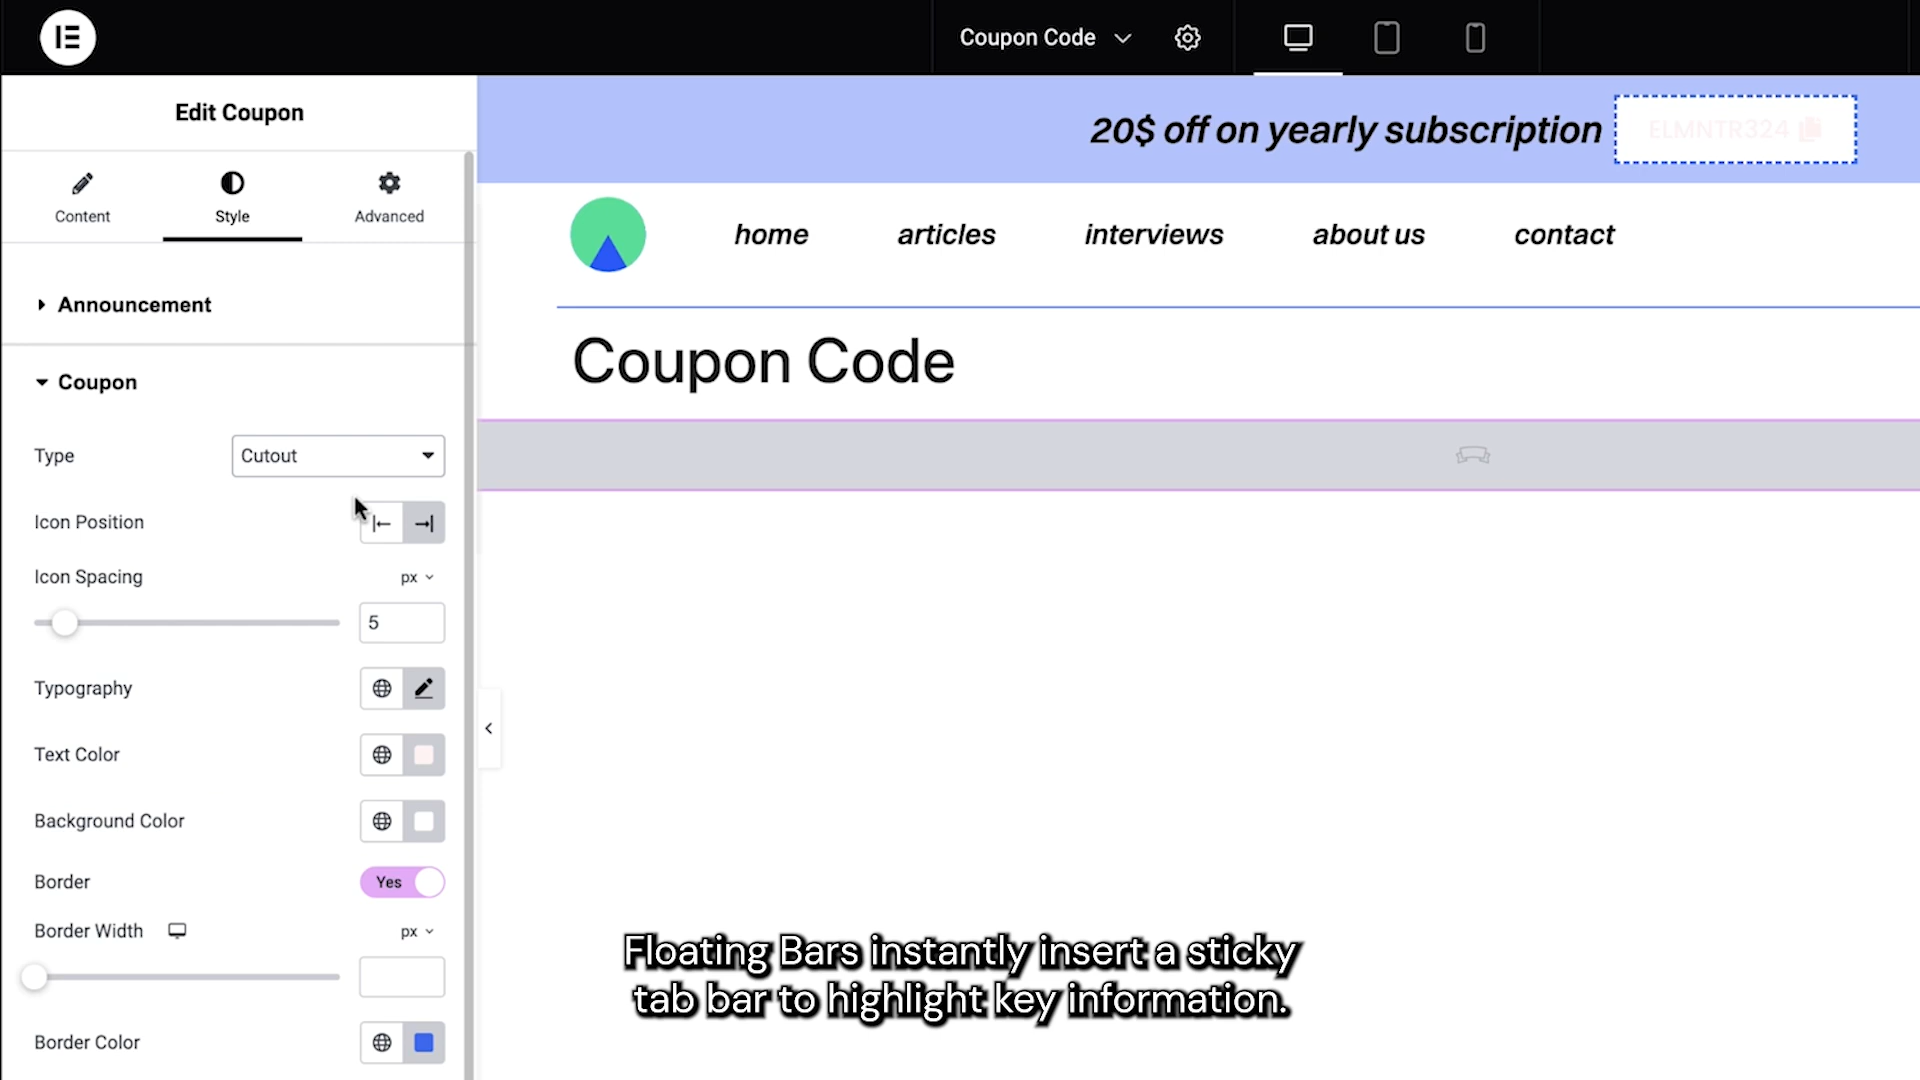 Coupon Code
Edit Coupon
Content
Style
Advanced
Announcement
Coupon
Type
Cutout
Icon Position
Icon Spacing
px
5
Typography
Text Color
Background Color
Border
Yes
Border Width
px
Border Color
20$ off on yearly subscription
ELMNTR324
home
articles
interviews
about us
contact
Coupon Code
Floating Bars instantly insert a sticky
tab bar to highlight key information.